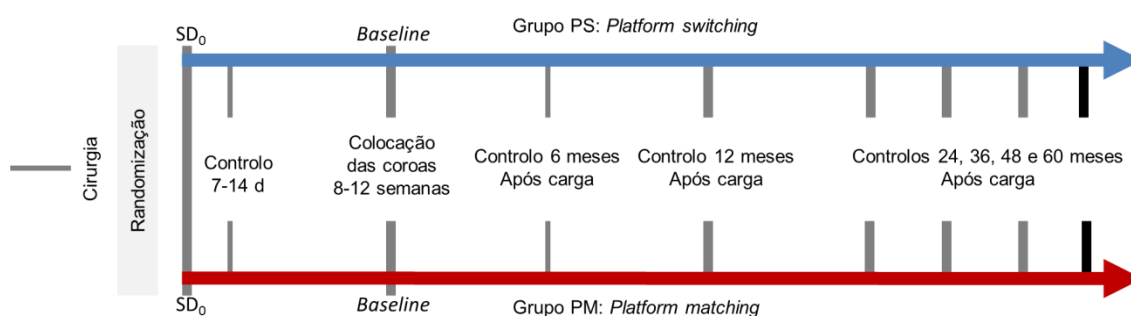 Cirurgia
Randomização
SD0
Baseline
Grupo PS: Platform switching
Controlo
7-14 d
Colocação
das coroas
8-12 semanas
Controlo 6 meses
Após carga
Controlo 12 meses
Após carga
Controlos 24, 36, 48 e 60 meses
Após carga
SD0
Baseline
Grupo PM: Platform matching